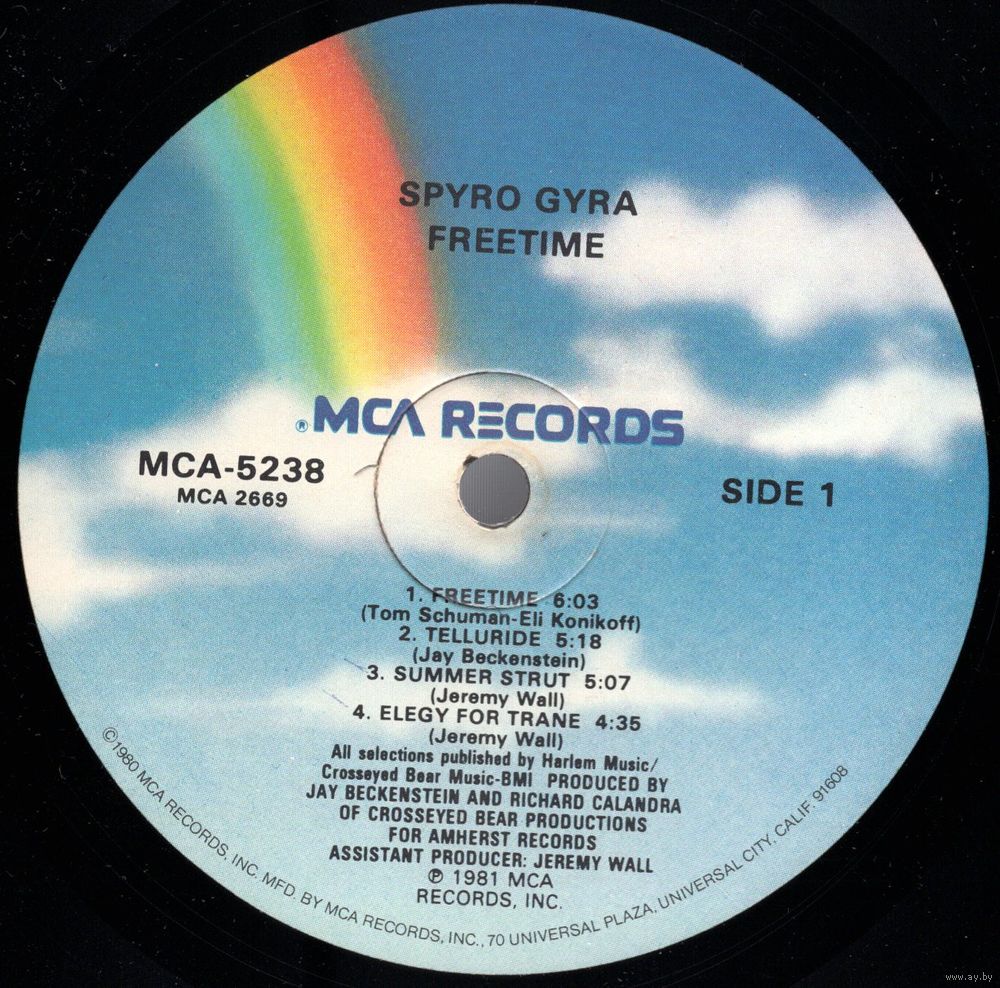 SPYRO GYRA
FREETIME
®MCA RECORDS
MCA-5238
MCA 2669
SIDE 1
1. FREETIME 6:03
(Tom Schuman-Eli Konikoff)
2. TELLURIDE 5:18
(Jay Beckenstein)
3. SUMMER STRUT 5:07
(Jeremy Wall)
4. ELEGY FOR TRANE 4:35
(Jeremy Wall)
All selections published by Harlem Music/
Crosseyed Bear Music-BMI PRODUCED BY
JAY BECKENSTEIN AND RICHARD CALANDRA
OF CROSSEYED BEAR PRODUCTIONS
FOR AMHERST RECORDS
ASSISTANT PRODUCER: JEREMY WALL
℗ 1981 MCA
RECORDS, INC.
©1980 MCA RECORDS, INC. MFD. BY MCA RECORDS, INC., 70 UNIVERSAL PLAZA, UNIVERSAL CITY, CALIF. 91608
www.ay.by